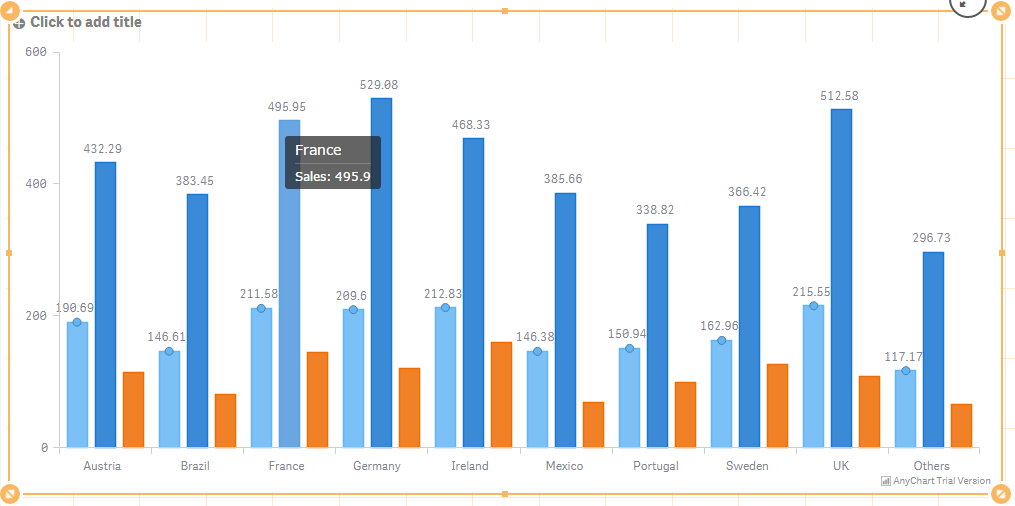 Click to add title
600
400
200
0
190.69
432.29
146.61
383.45
211.58
495.95
209.6
529.08
212.83
468.33
146.38
385.66
150.94
338.82
162.96
366.42
215.55
512.58
117.17
296.73
France
Sales: 495.9
Austria
Brazil
France
Germany
Ireland
Mexico
Portugal
Sweden
UK
Others
AnyChart Trial Version